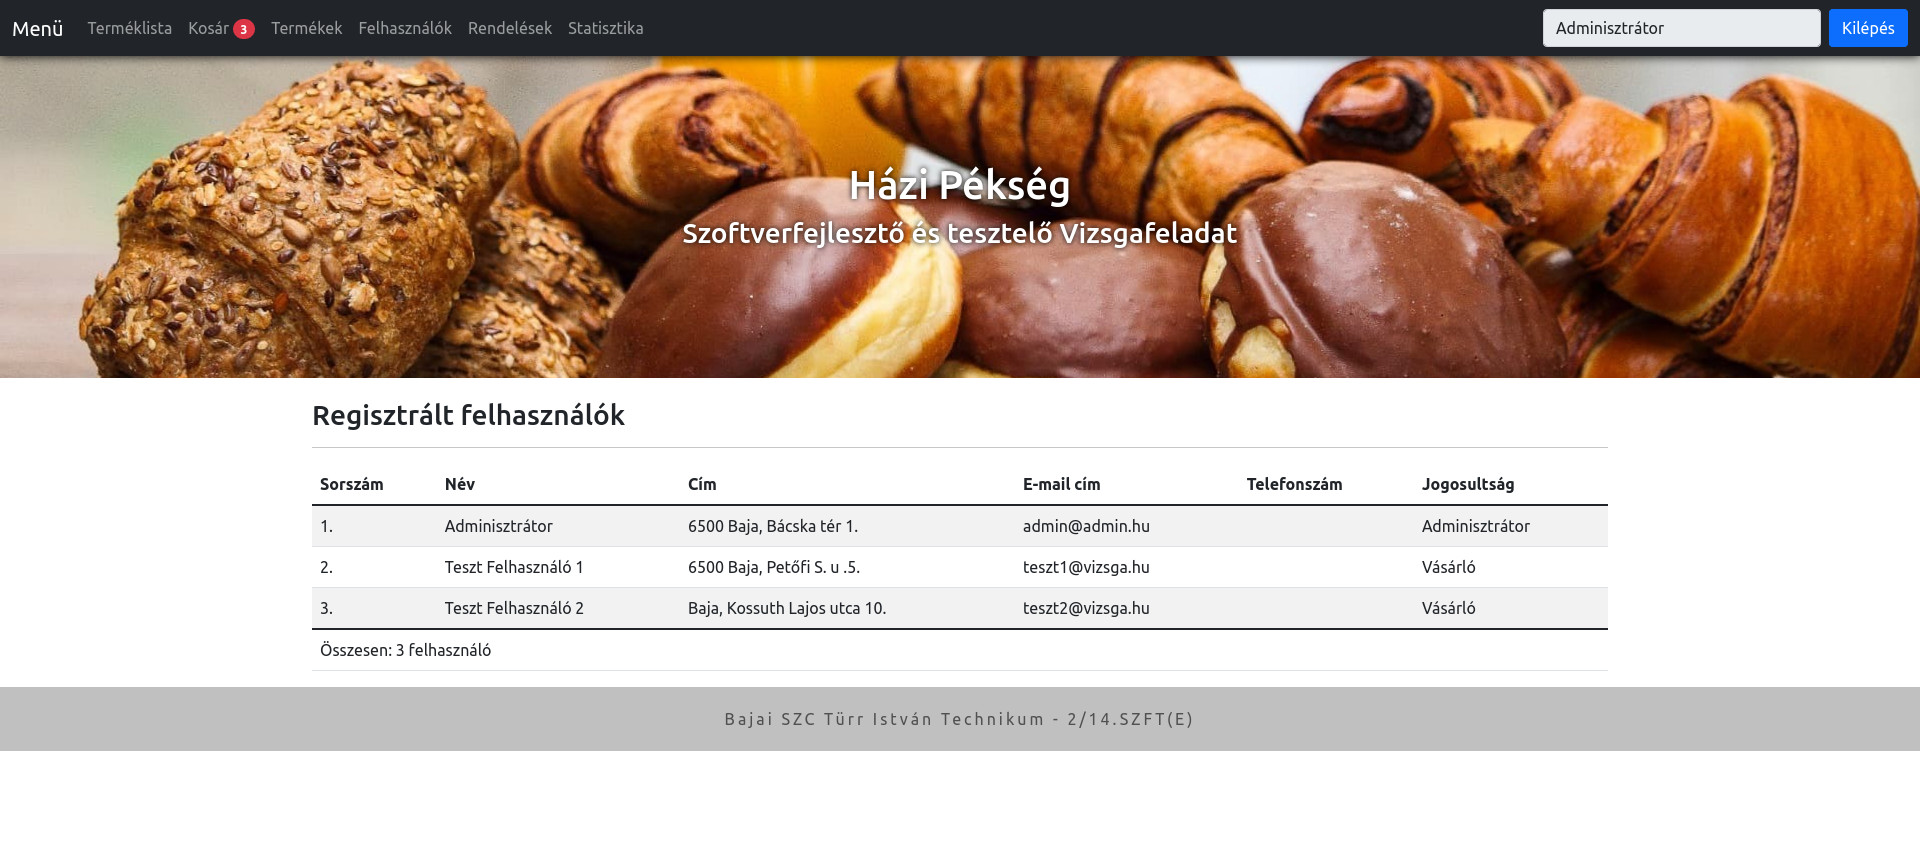 Menü Terméklista Kosár 3 Termékek Felhasználók Rendelések Statisztika Adminisztrátor Kilépés
Házi Pékség
Szoftverfejlesztő és tesztelő Vizsgafeladat
Regisztrált felhasználók
Sorszám Név Cím E-mail cím Telefonszám Jogosultság
1. Adminisztrátor 6500 Baja, Bácska tér 1. admin@admin.hu Adminisztrátor
2. Teszt Felhasználó 1 6500 Baja, Petőfi S. u .5. teszt1@vizsga.hu Vásárló
3. Teszt Felhasználó 2 Baja, Kossuth Lajos utca 10. teszt2@vizsga.hu Vásárló
Összesen: 3 felhasználó
Bajai SZC Türr István Technikum - 2/14.SZFT(E)